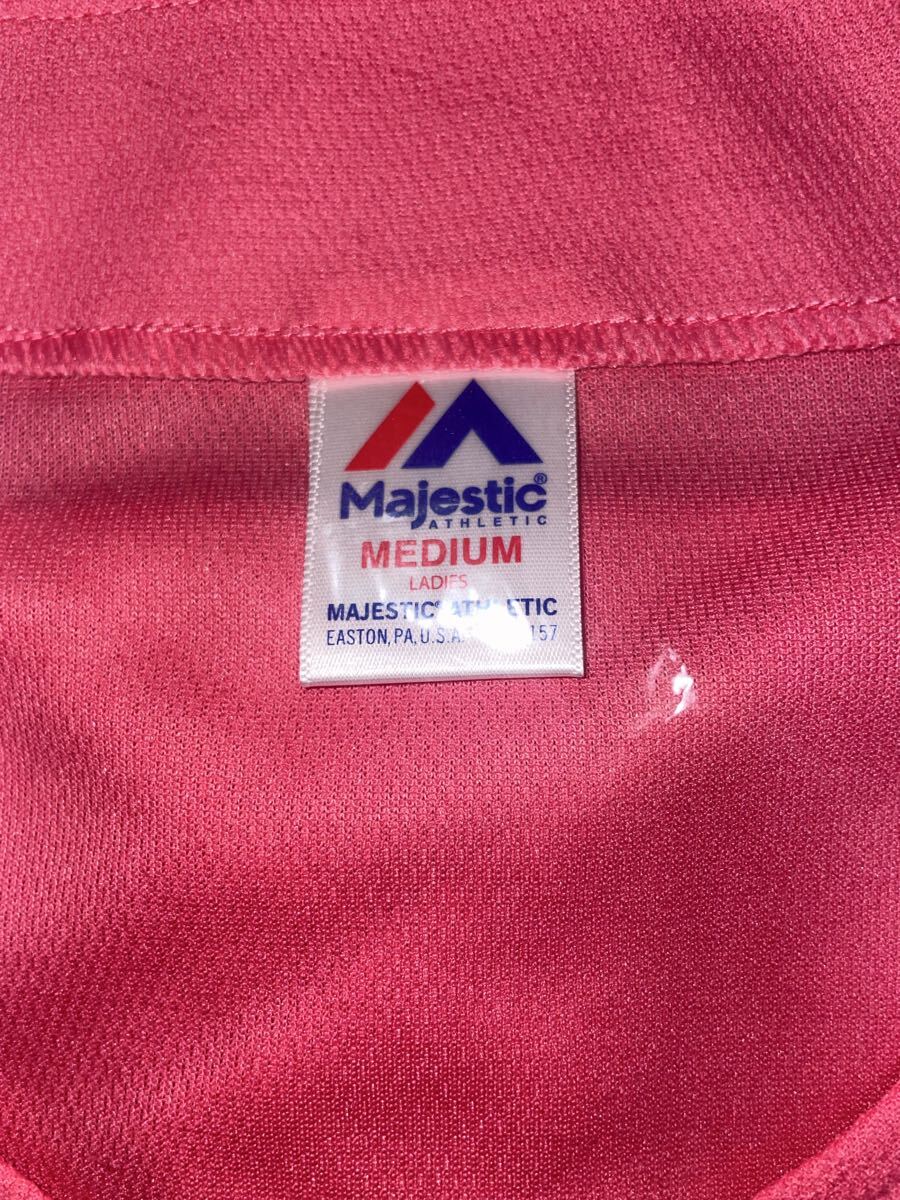 Majestic®
ATHLETIC
MEDIUM
LADIES
MAJESTIC® ATHLETIC
EASTON, PA, U.S.A.